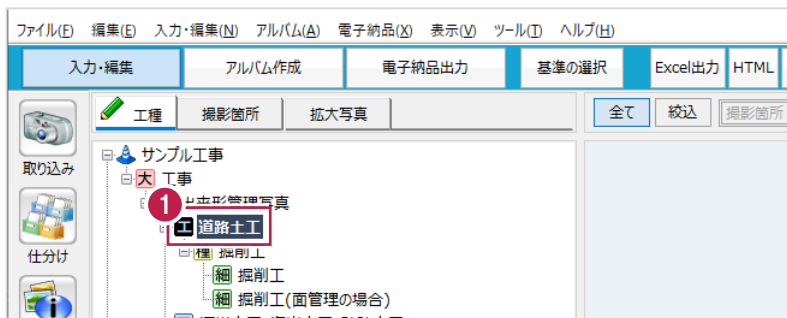 ファイル(F) 編集(E) 入力・編集(N) アルバム(A) 電子納品(X) 表示(V) ツール(T) ヘルプ(H)
入力・編集 アルバム作成 電子納品出力 基準の選択 Excel出力 HTML
工種 撮影箇所 拡大写真 全て 絞込 撮影箇所
取り込み
サンプル工事
大 工事
出来形管理写真
1
工 道路土工
仕分け
種 掘削工
細 掘削工
細 掘削工(面管理の場合)